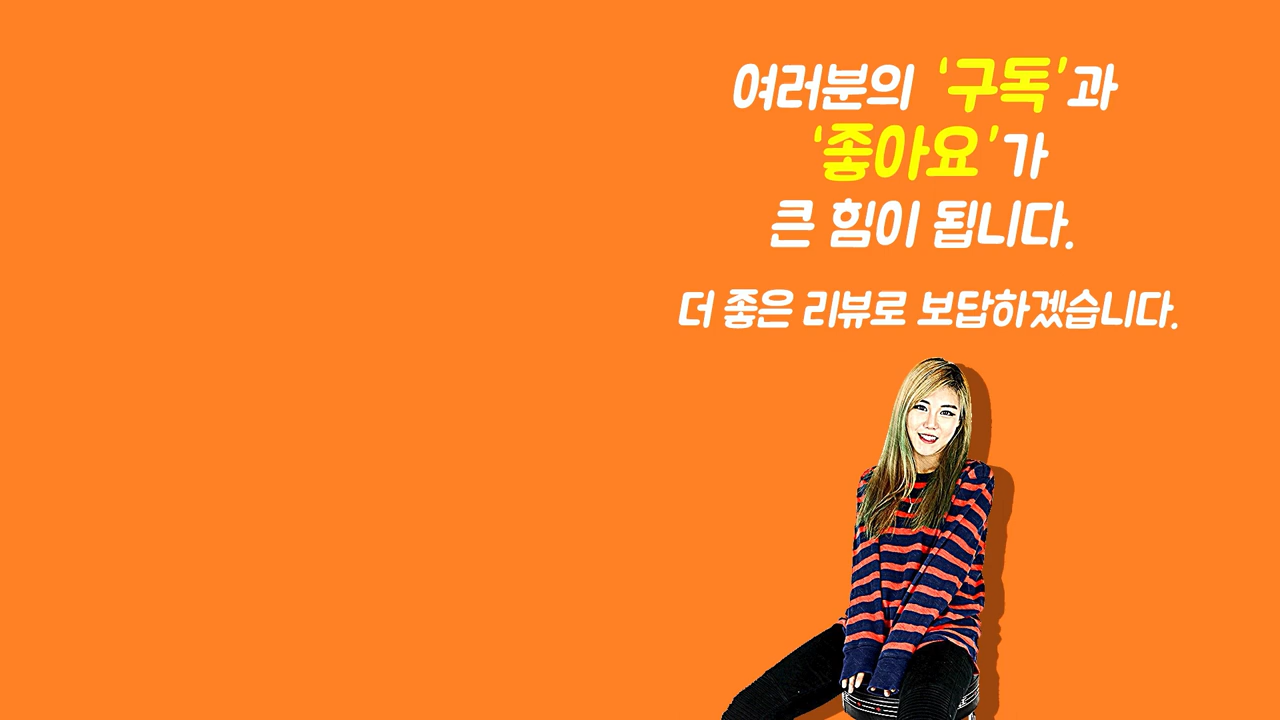 여러분의 '구독'과
'좋아요'가
큰 힘이 됩니다.
더 좋은 리뷰로 보답하겠습니다.